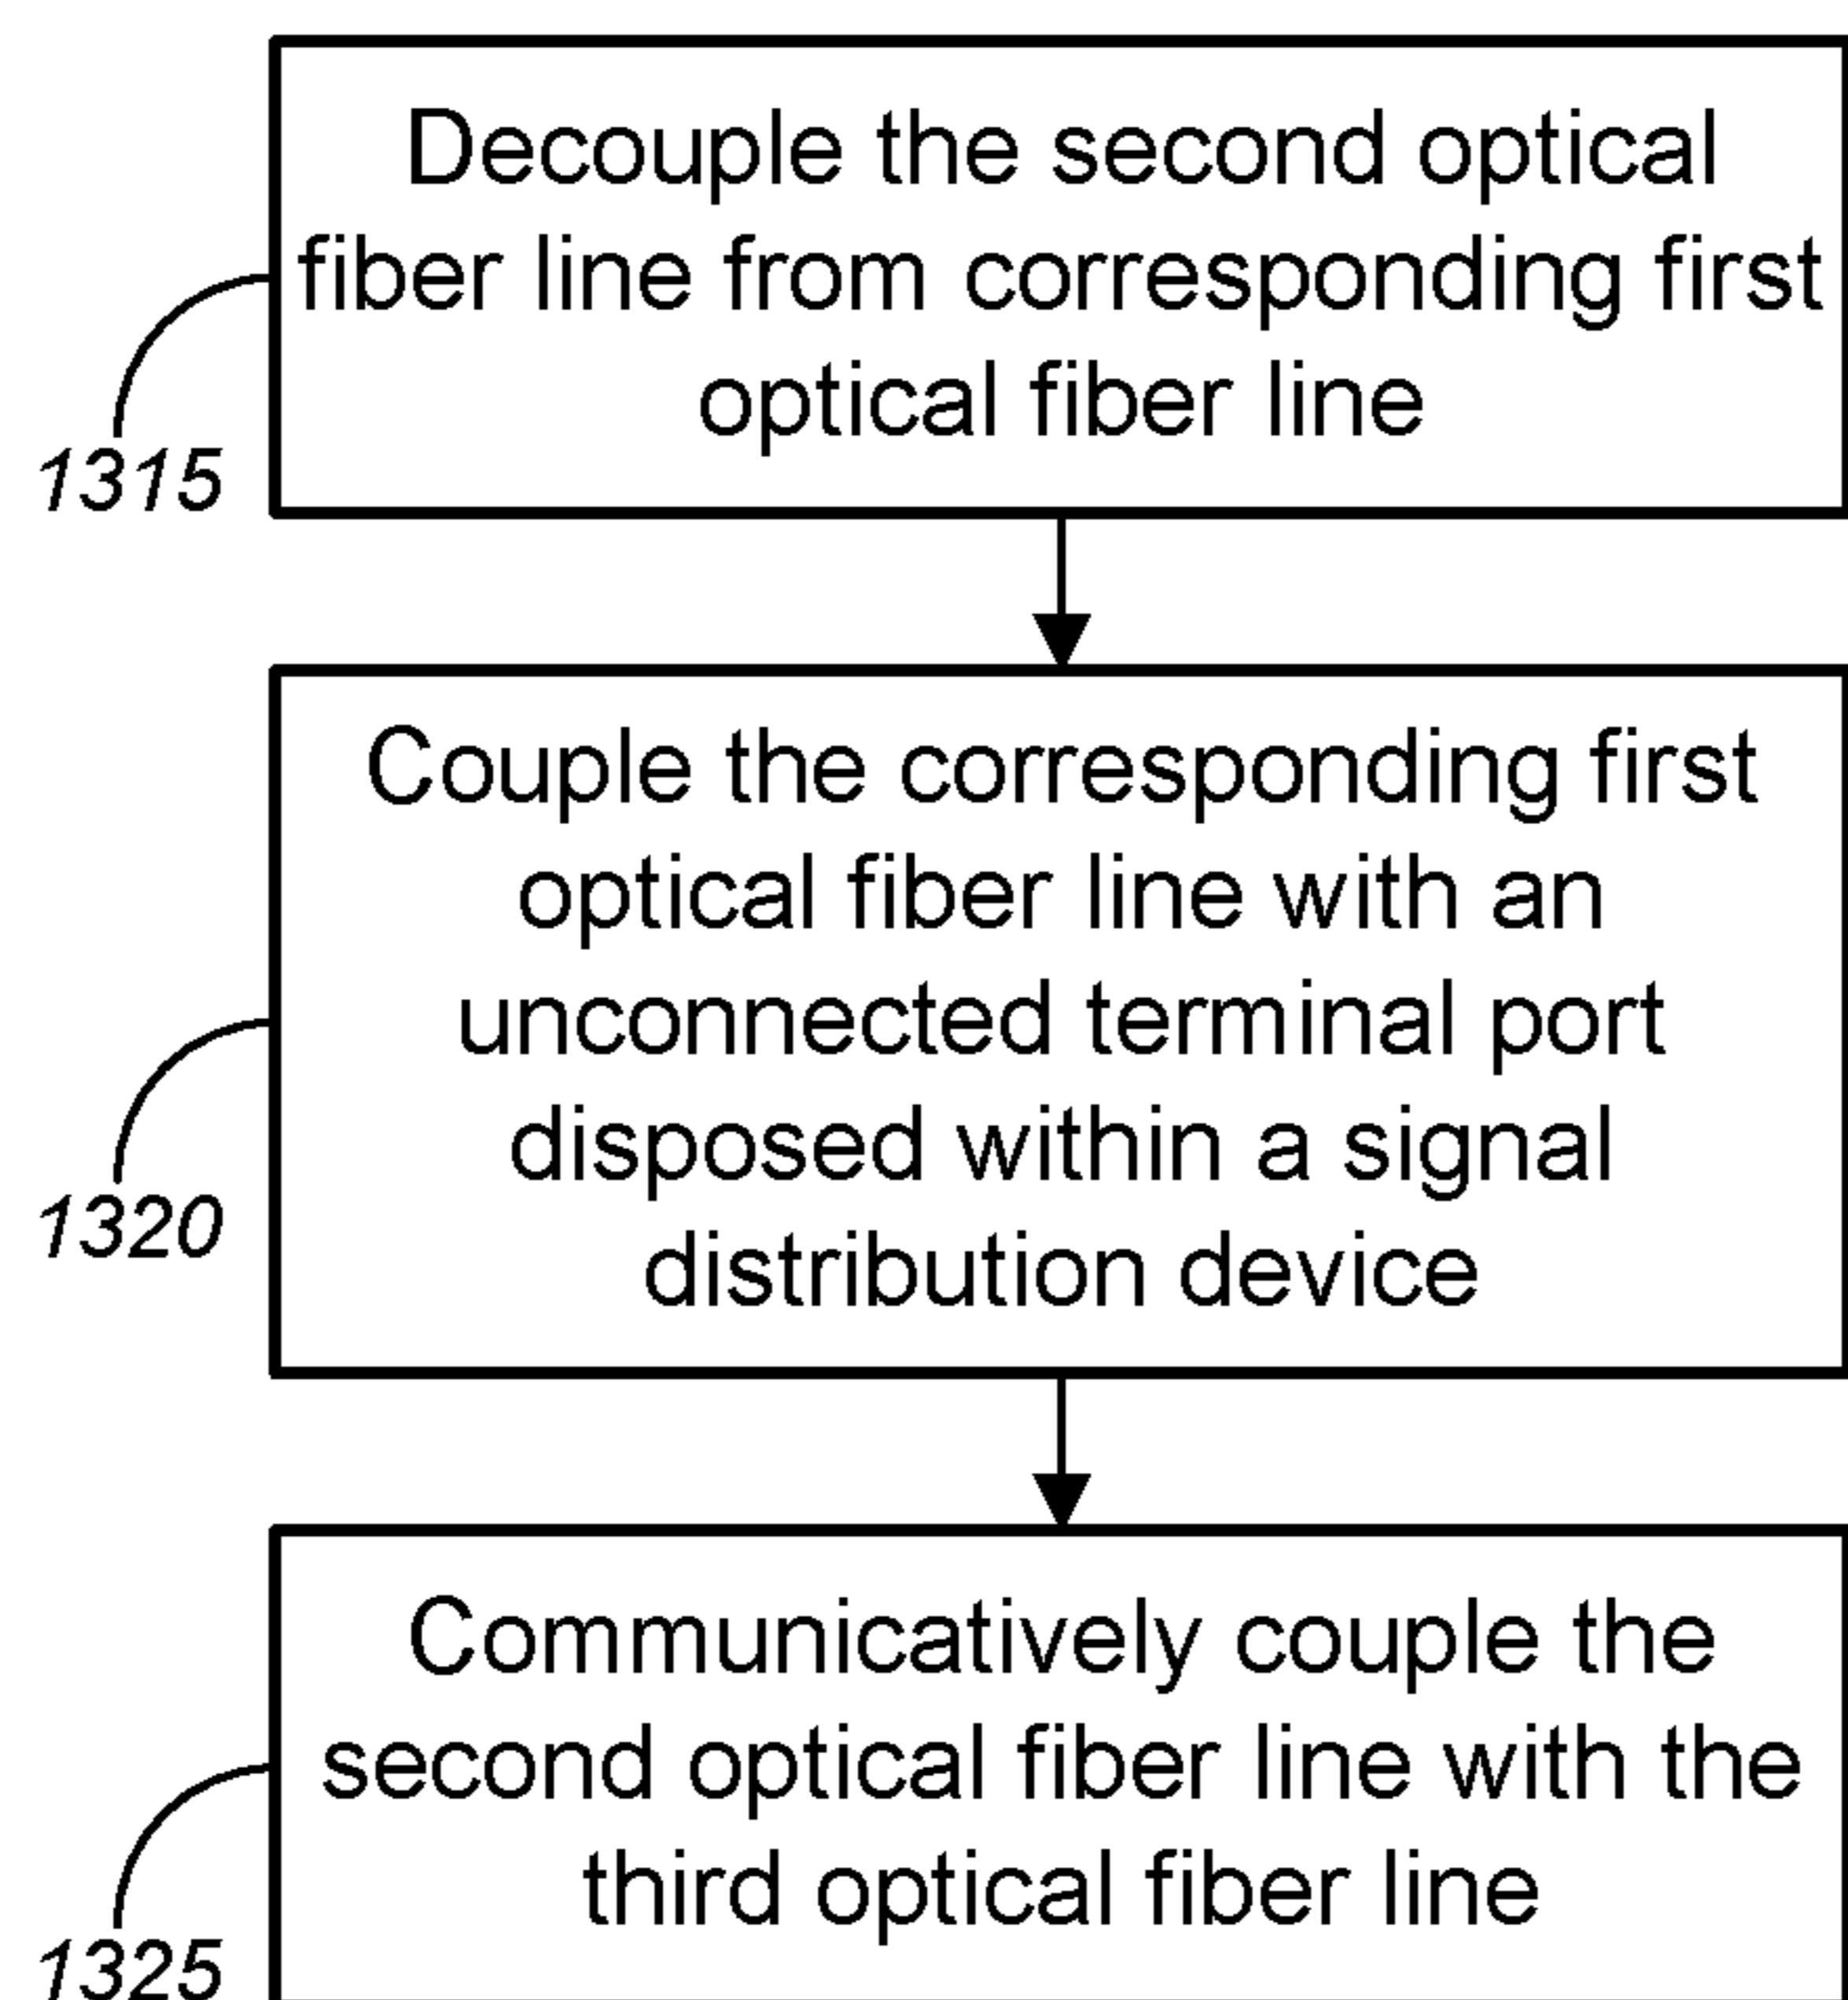 Decouple the second optical
fiber line from corresponding first
optical fiber line
1315
Couple the corresponding first
optical fiber line with an
unconnected terminal port
disposed within a signal
distribution device
1320
Communicatively couple the
second optical fiber line with the
third optical fiber line
1325